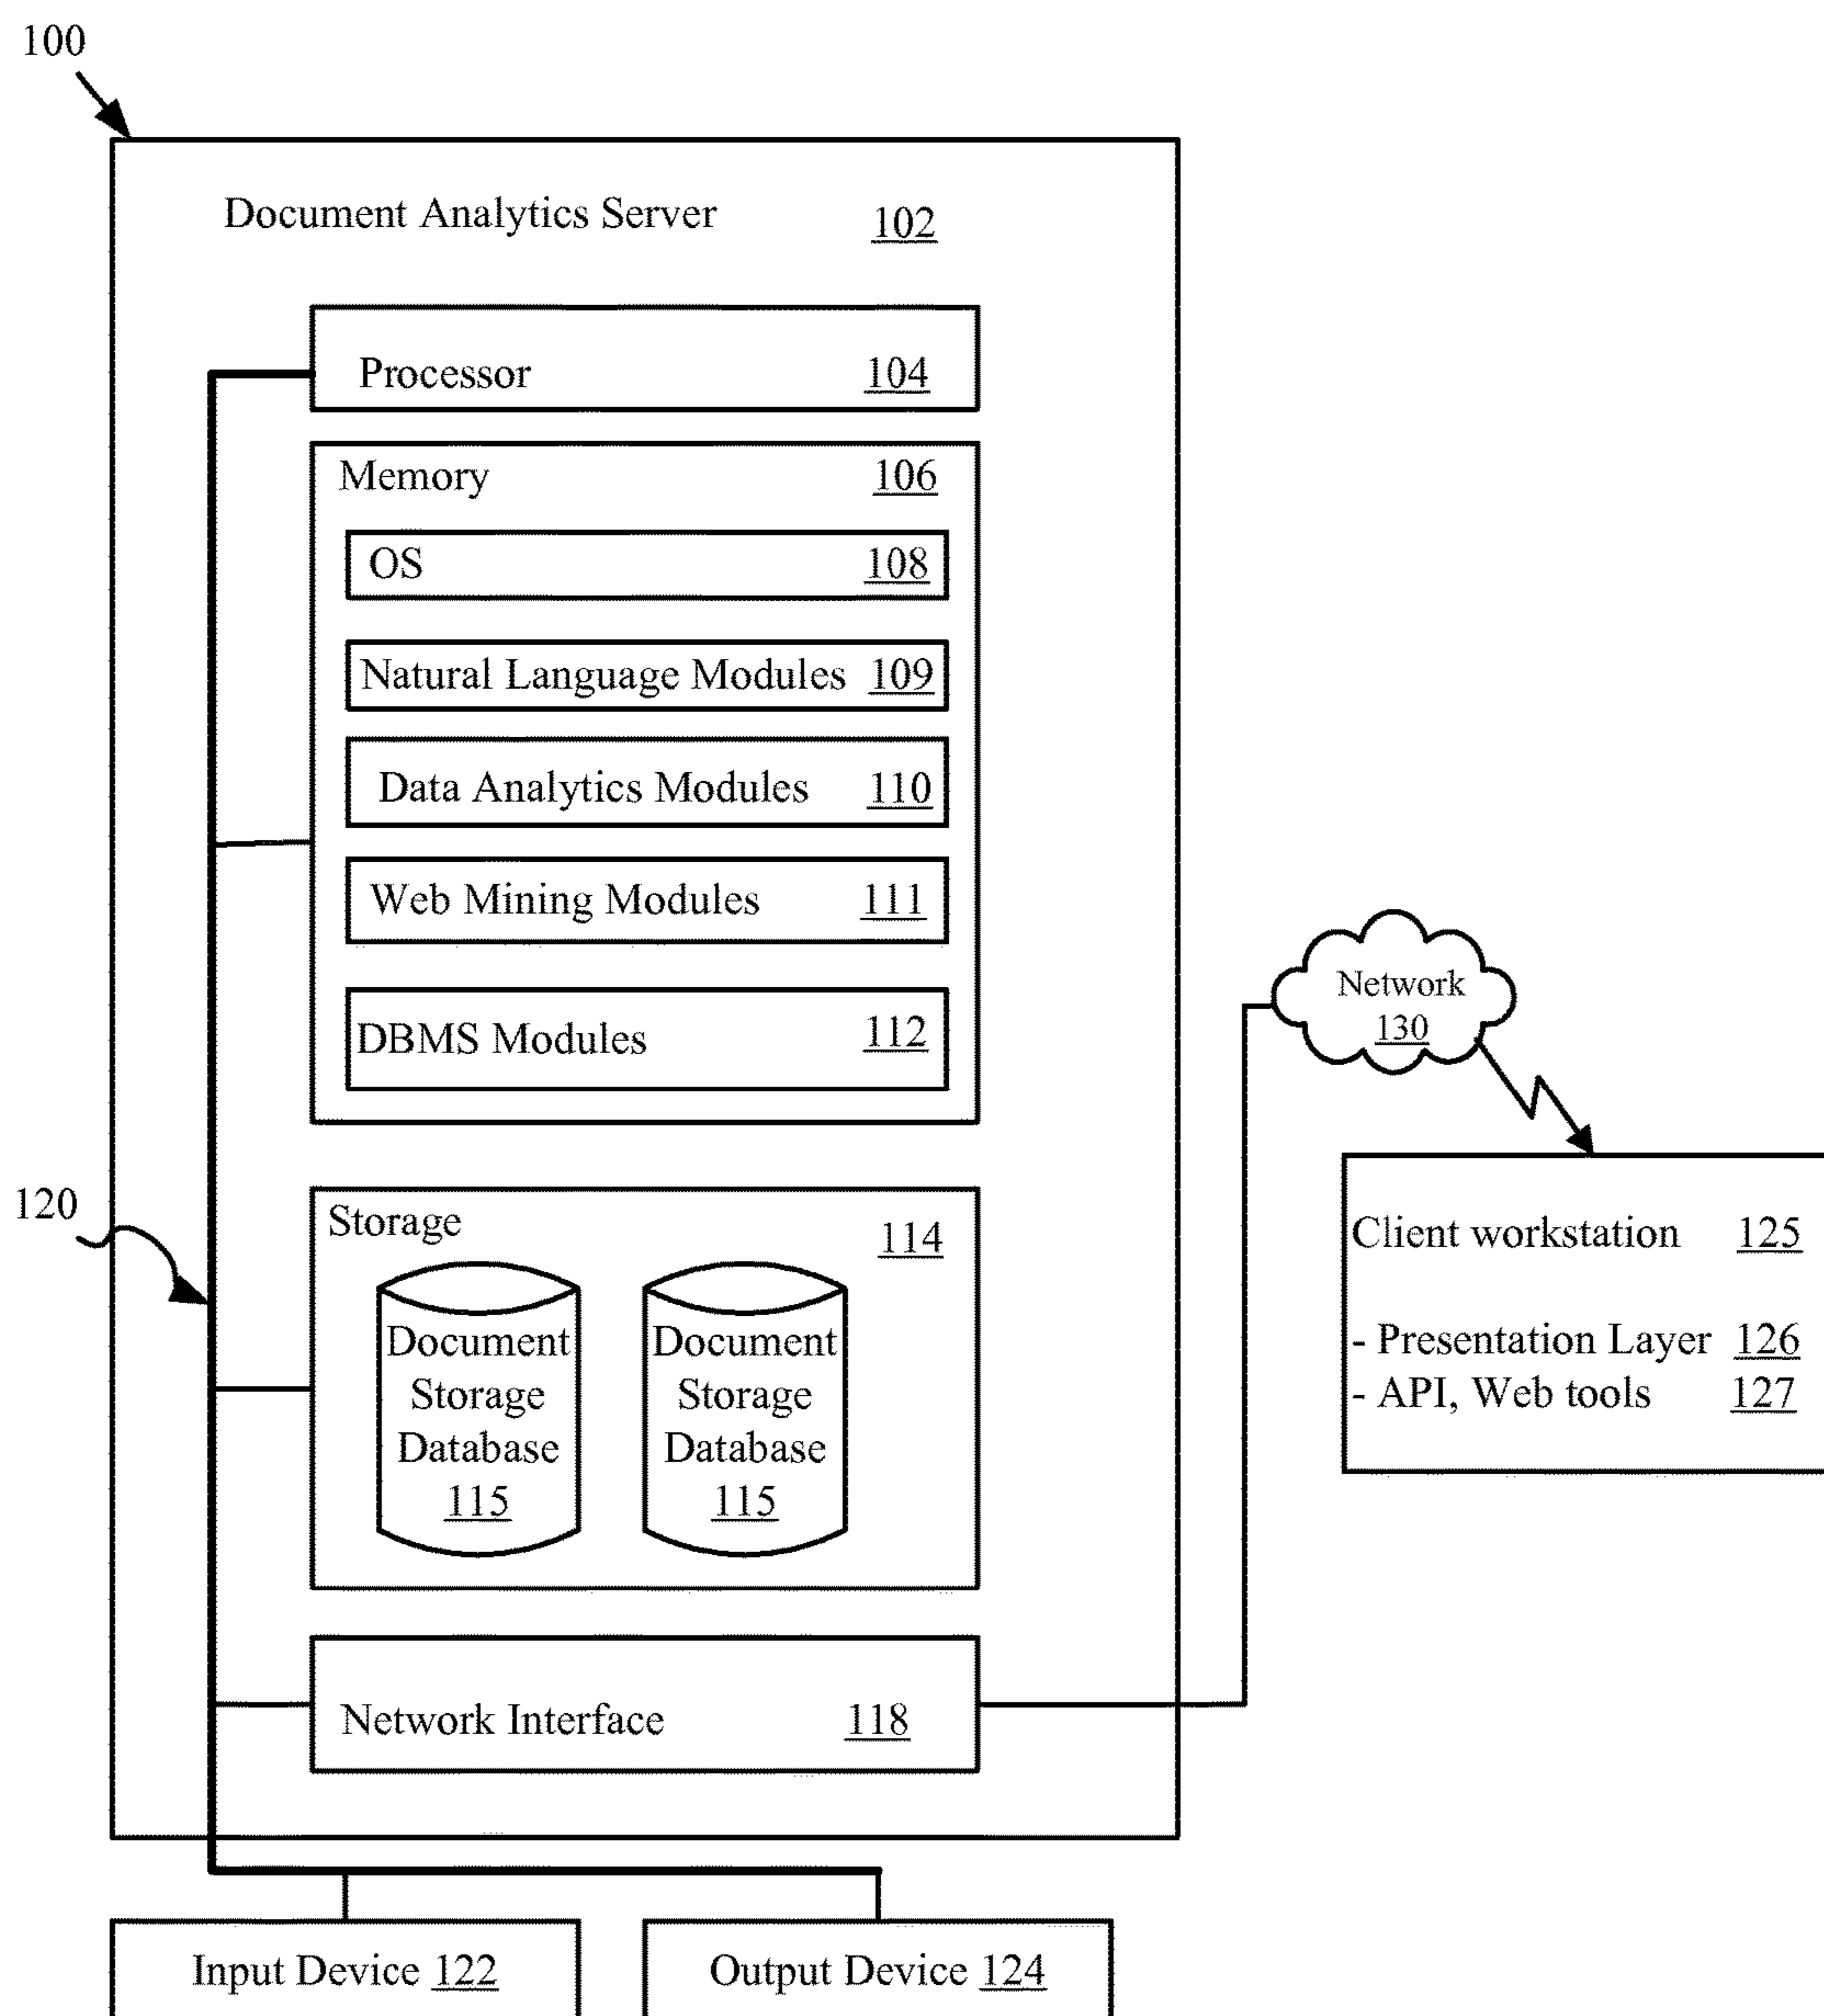 100
Document Analytics Server 102
Processor 104
Memory 106
OS 108
Natural Language Modules 109
Data Analytics Modules 110
Web Mining Modules 111
DBMS Modules 112
Network
130
120
Storage 114
Document
Storage
Database
115
Document
Storage
Database
115
Client workstation 125
- Presentation Layer 126
- API, Web tools 127
Network Interface 118
Input Device 122
Output Device 124